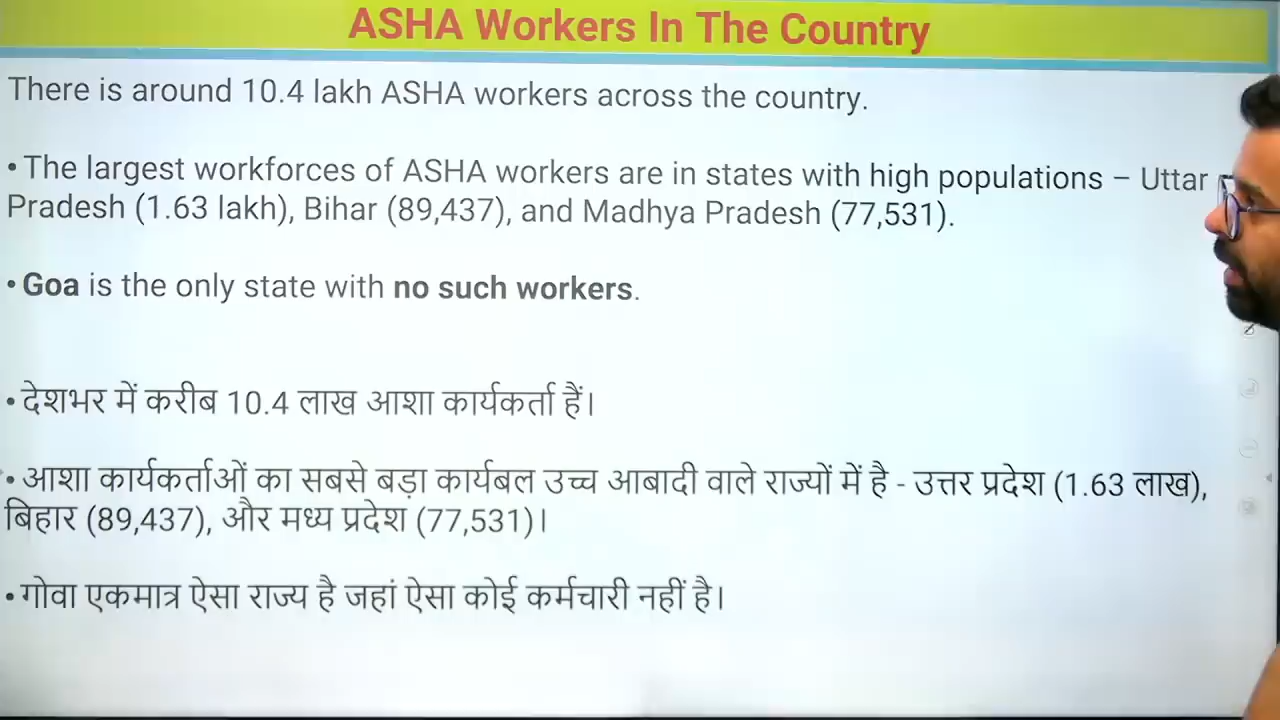 ASHA Workers In The Country
There is around 10.4 lakh ASHA workers across the country.
• The largest workforces of ASHA workers are in states with high populations – Uttar
Pradesh (1.63 lakh), Bihar (89,437), and Madhya Pradesh (77,531).
• Goa is the only state with no such workers.
• देशभर में करीब 10.4 लाख आशा कार्यकर्ता हैं।
• आशा कार्यकर्ताओं का सबसे बड़ा कार्यबल उच्च आबादी वाले राज्यों में है - उत्तर प्रदेश (1.63 लाख),
बिहार (89,437), और मध्य प्रदेश (77,531)।
• गोवा एकमात्र ऐसा राज्य है जहां ऐसा कोई कर्मचारी नहीं है।